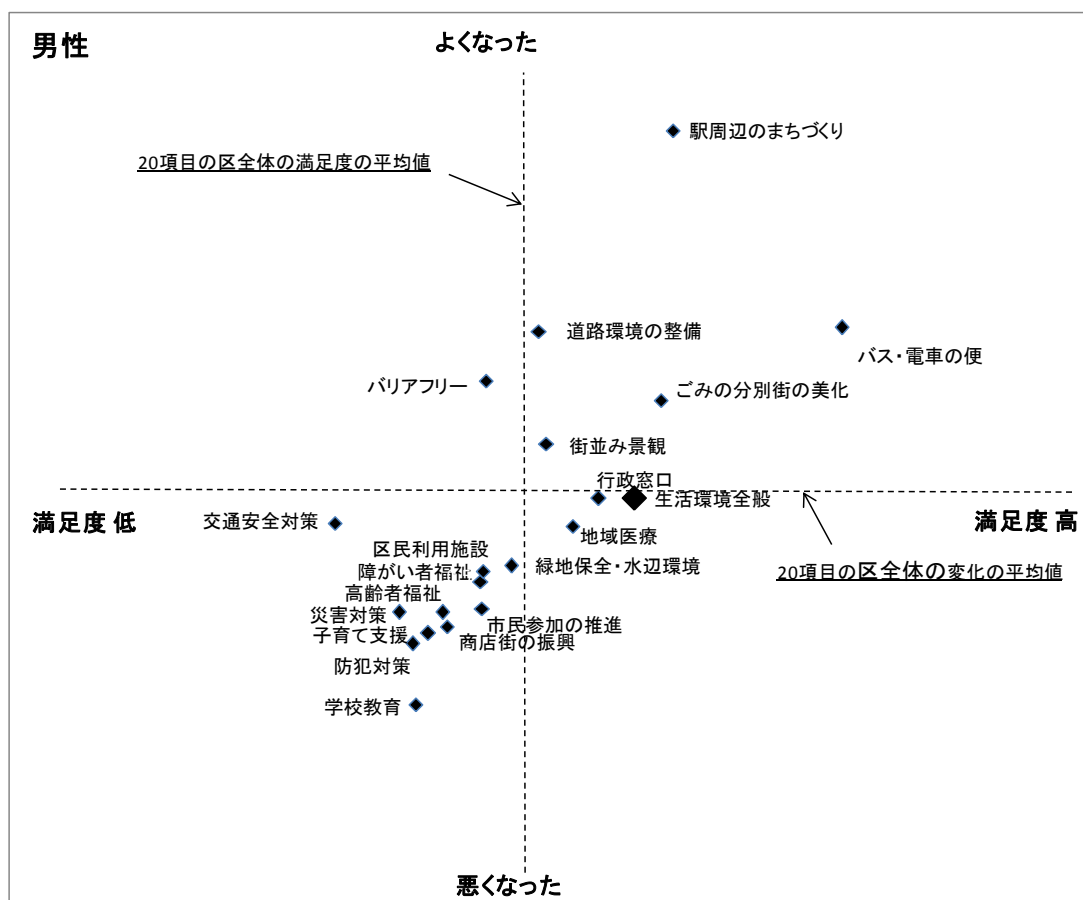 男性
よくなった
駅周辺のまちづくり
20項目の区全体の満足度の平均値
道路環境の整備
バス・電車の便
バリアフリー
ごみの分別街の美化
街並み景観
行政窓口
生活環境全般
満足度 低
交通安全対策
満足度 高
地域医療
区民利用施設
緑地保全・水辺環境
障がい者福祉
20項目の区全体の変化の平均値
高齢者福祉
災害対策
市民参加の推進
子育て支援
商店街の振興
防犯対策
学校教育
悪くなった